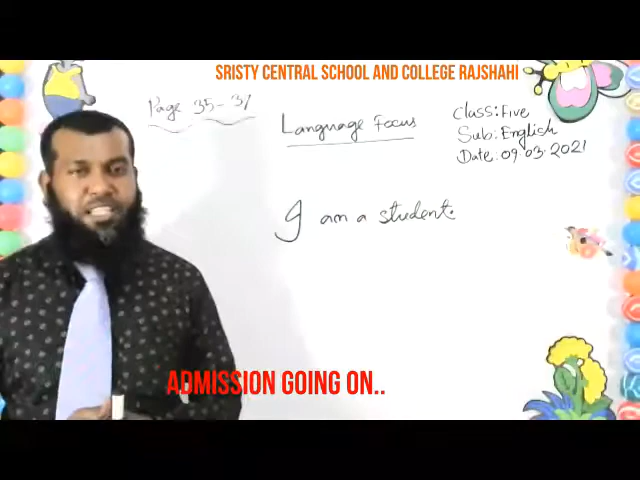 SRISTY CENTRAL SCHOOL AND COLLEGE RAJSHAHI
Page 35-37
Language Focus
Class: Five
Sub: English
Date: 09.03.2021
I am a student.
ADMISSION GOING ON..